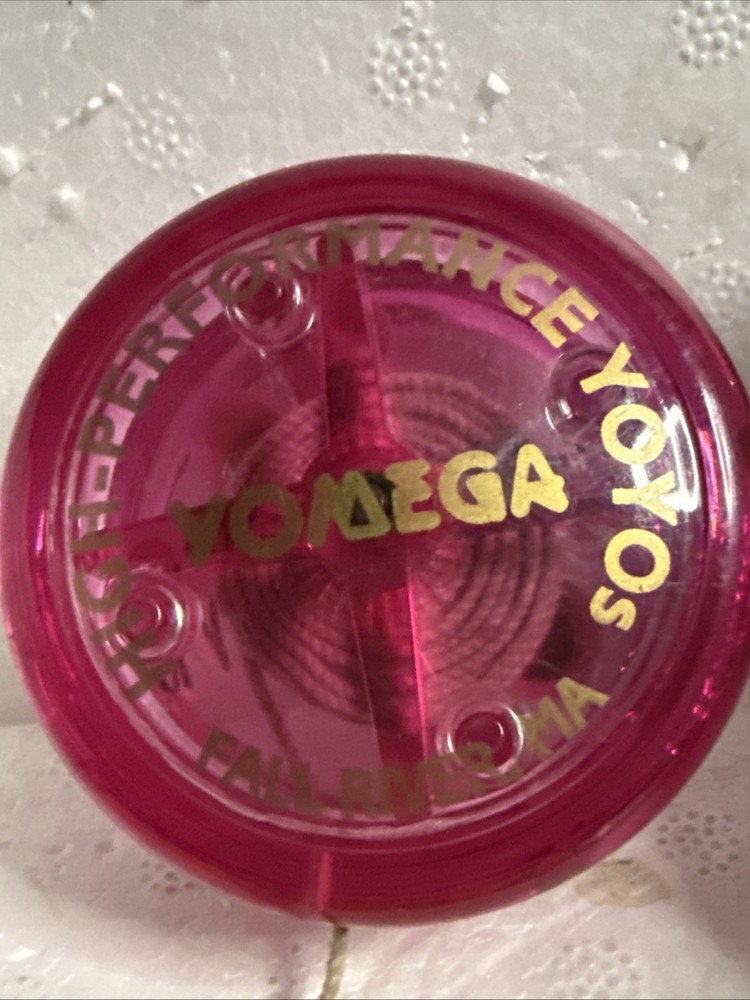 HIGH-PERFORMANCE YOYOs
YOMEGA
FALL RIVER, MA